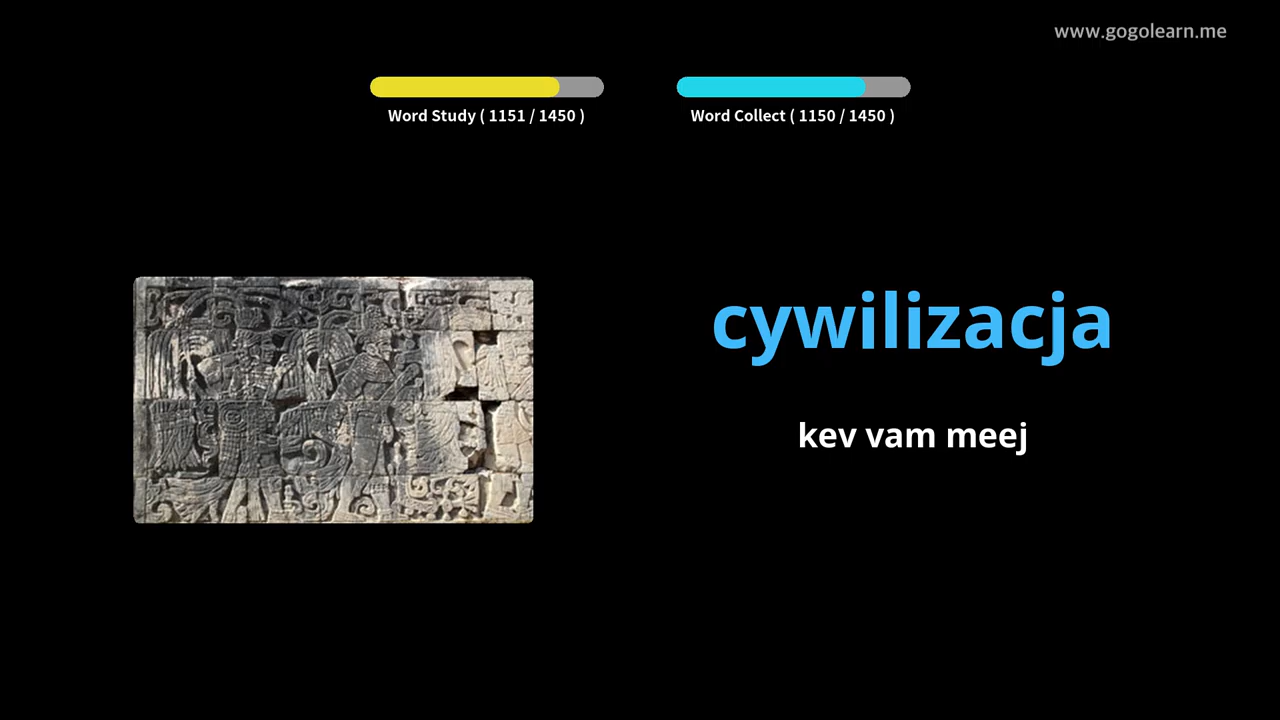 www.gogolearn.me
Word Study ( 1151 / 1450 )
Word Collect ( 1150 / 1450 )
cywilizacja
kev vam meej